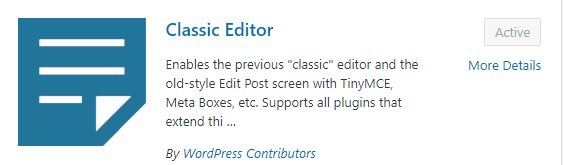 Classic Editor
Active
Enables the previous "classic" editor and the
More Details
old-style Edit Post screen with TinyMCE,
Meta Boxes, etc. Supports all plugins that
extend thi ...
By WordPress Contributors